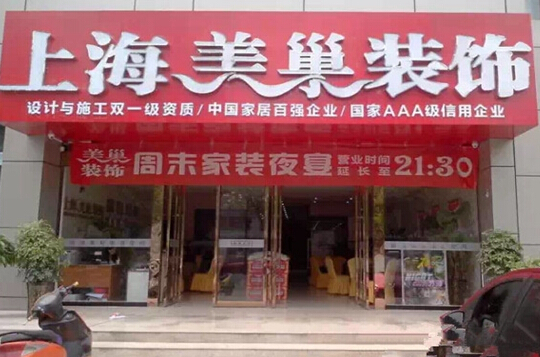 上海美巢装饰
设计与施工双一级资质/中国家居百强企业/国家AAA级信用企业
美巢装饰 周末家装夜宴 营业时间延长至 21:30